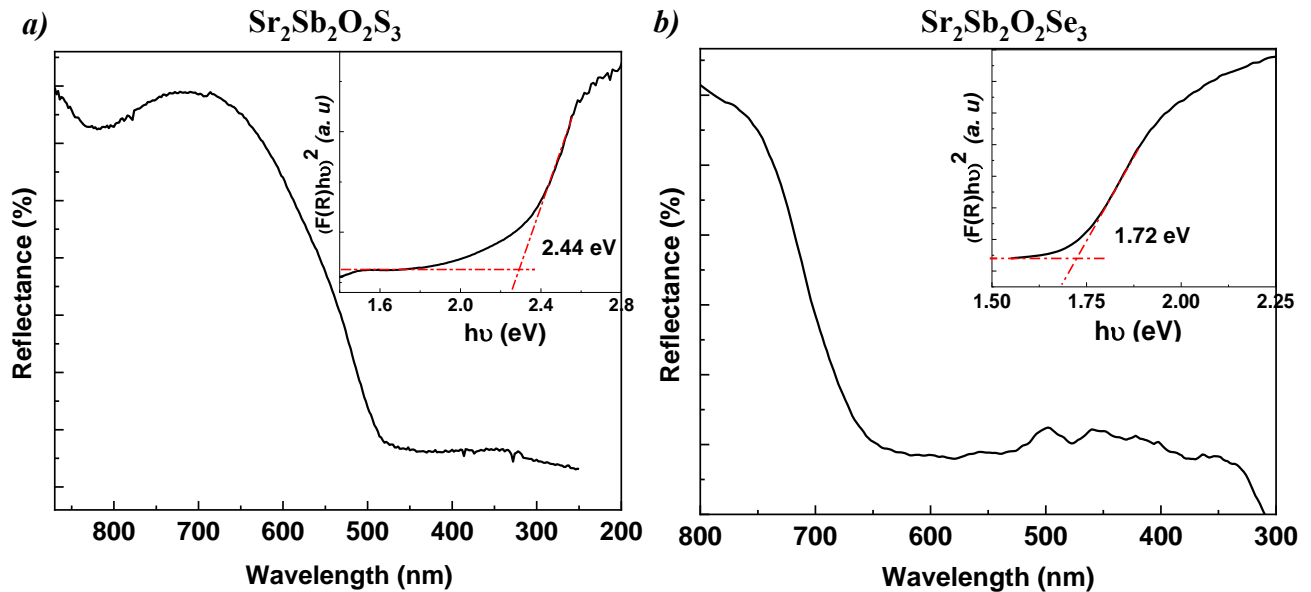 a) Sr₂Sb₂O₂S₃
Reflectance (%)
800 700 600 500 400 300 200
Wavelength (nm)
(F(R)hυ)² (a. u)
2.44 eV
1.6 2.0 2.4 2.8
hυ (eV)
b) Sr₂Sb₂O₂Se₃
Reflectance (%)
800 700 600 500 400 300
Wavelength (nm)
(F(R)hυ)² (a. u)
1.72 eV
1.50 1.75 2.00 2.25
hυ (eV)